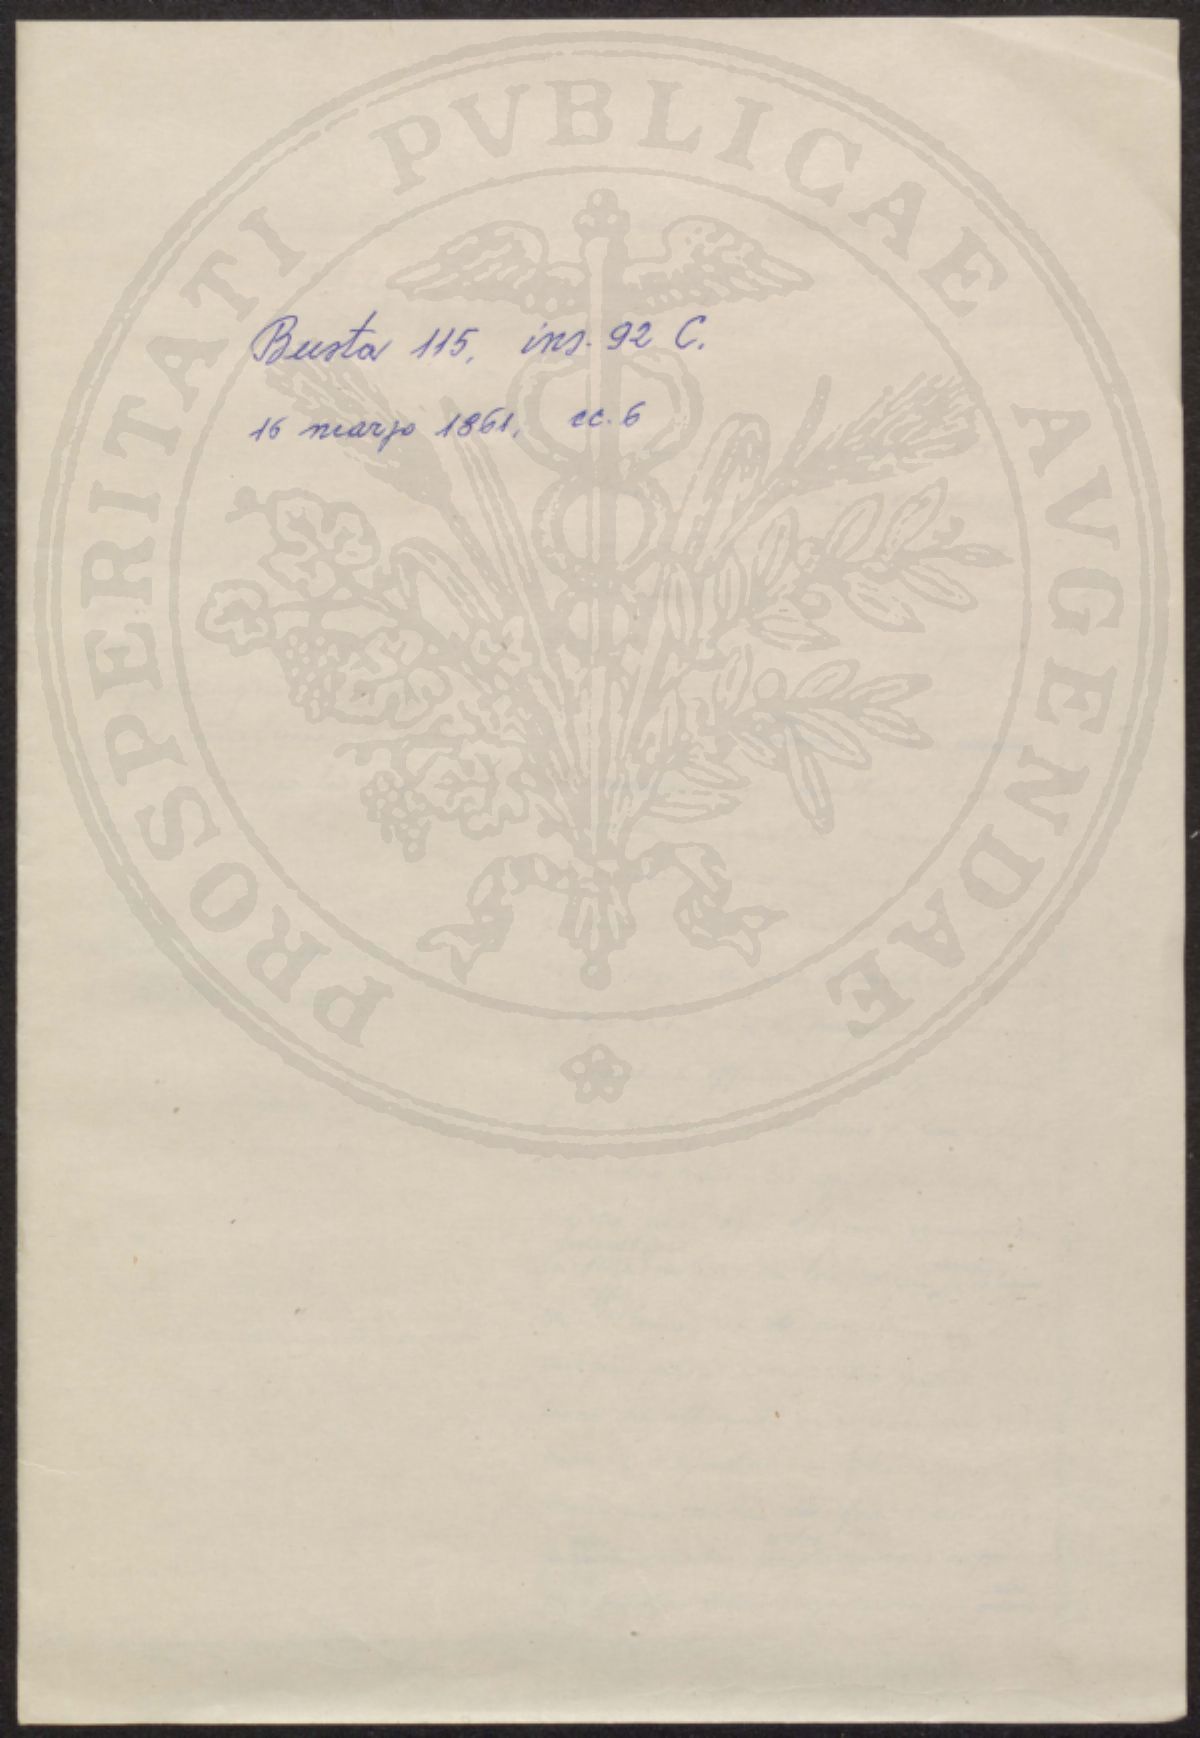 PROSPERITATI PVBLICAE AVGENDAE
Busta 115, ins. 92 C.
16 marzo 1861, cc. 6